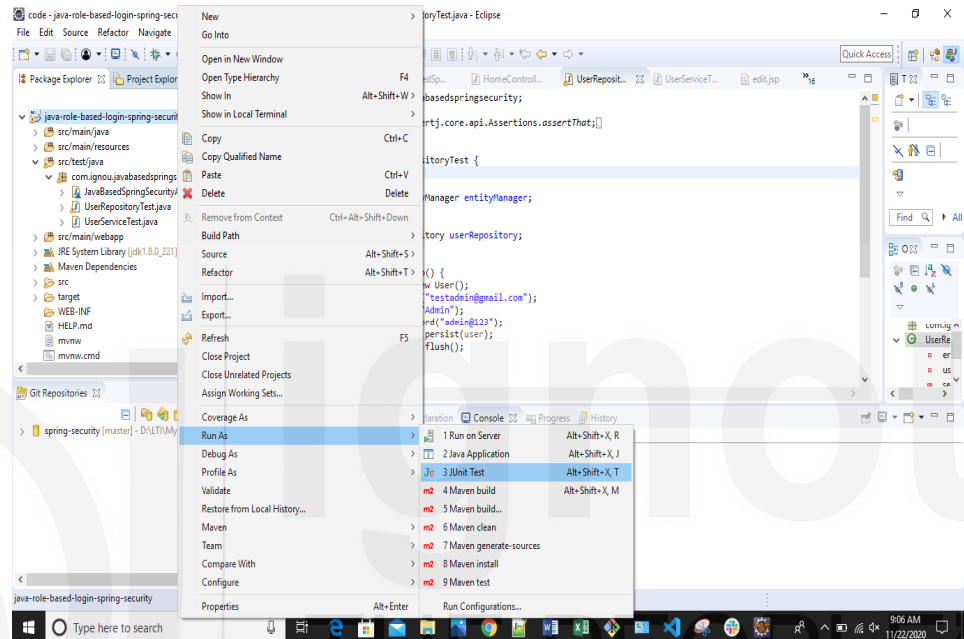 code - java-role-based-login-spring-secu
toryTest.java - Eclipse
File Edit Source Refactor Navigate
Quick Access
Package Explorer Project Explor
edSp... HomeControll... UserReposit... UserServiceT... edit.jsp 16
java-role-based-login-spring-securit
src/main/java
src/main/resources
src/test/java
com.ignou.javabasedsprings
JavaBasedSpringSecurityA
UserRepositoryTest.java
UserServiceTest.java
src/main/webapp
JRE System Library [jdk1.8.0_221]
Maven Dependencies
src
target
WEB-INF
HELP.md
mvnw
mvnw.cmd
Git Repositories
spring-security [master] - D:\LTI\My
New
Go Into
Open in New Window
Open Type Hierarchy F4
Show In Alt+Shift+W
Show in Local Terminal
Copy Ctrl+C
Copy Qualified Name
Paste Ctrl+V
Delete Delete
Remove from Context Ctrl+Alt+Shift+Down
Build Path
Source Alt+Shift+S
Refactor Alt+Shift+T
Import...
Export...
Refresh F5
Close Project
Close Unrelated Projects
Assign Working Sets...
Coverage As
Run As
Debug As
Profile As
Validate
Restore from Local History...
Maven
Team
Compare With
Configure
Properties Alt+Enter
abasedspringsecurity;
ertj.core.api.Assertions.assertThat;
sitoryTest {
Manager entityManager;
itory userRepository;
() {
ew User();
("testadmin@gmail.com");
"Admin");
ord("admin@123");
persist(user);
flush();
Find All
com.ig
UserRe
er
us
laration Console Progress History
1 Run on Server Alt+Shift+X, R
2 Java Application Alt+Shift+X, J
3 JUnit Test Alt+Shift+X, T
4 Maven build Alt+Shift+X, M
5 Maven build...
6 Maven clean
7 Maven generate-sources
8 Maven install
9 Maven test
Run Configurations...
java-role-based-login-spring-security
Type here to search
9:06 AM
11/22/2020